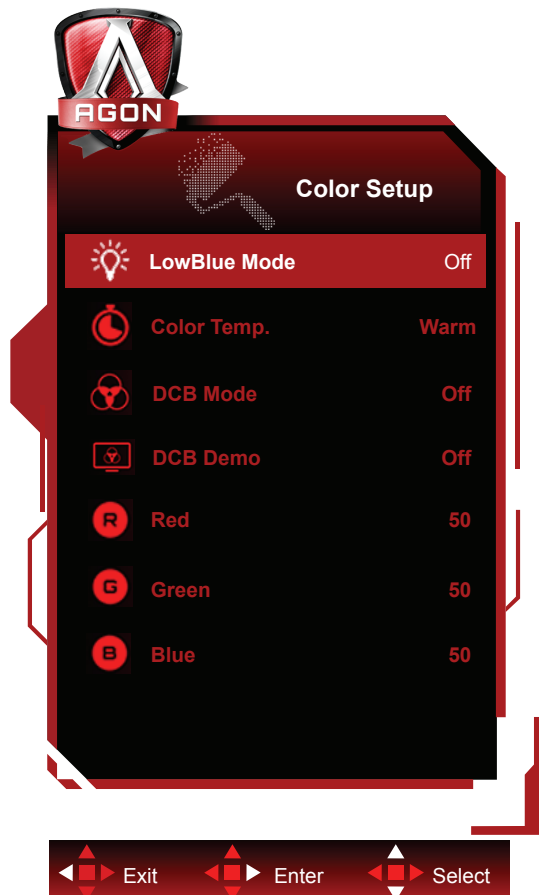 AGON
Color Setup
LowBlue Mode Off
Color Temp. Warm
DCB Mode Off
DCB Demo Off
R Red 50
G Green 50
B Blue 50
Exit Enter Select